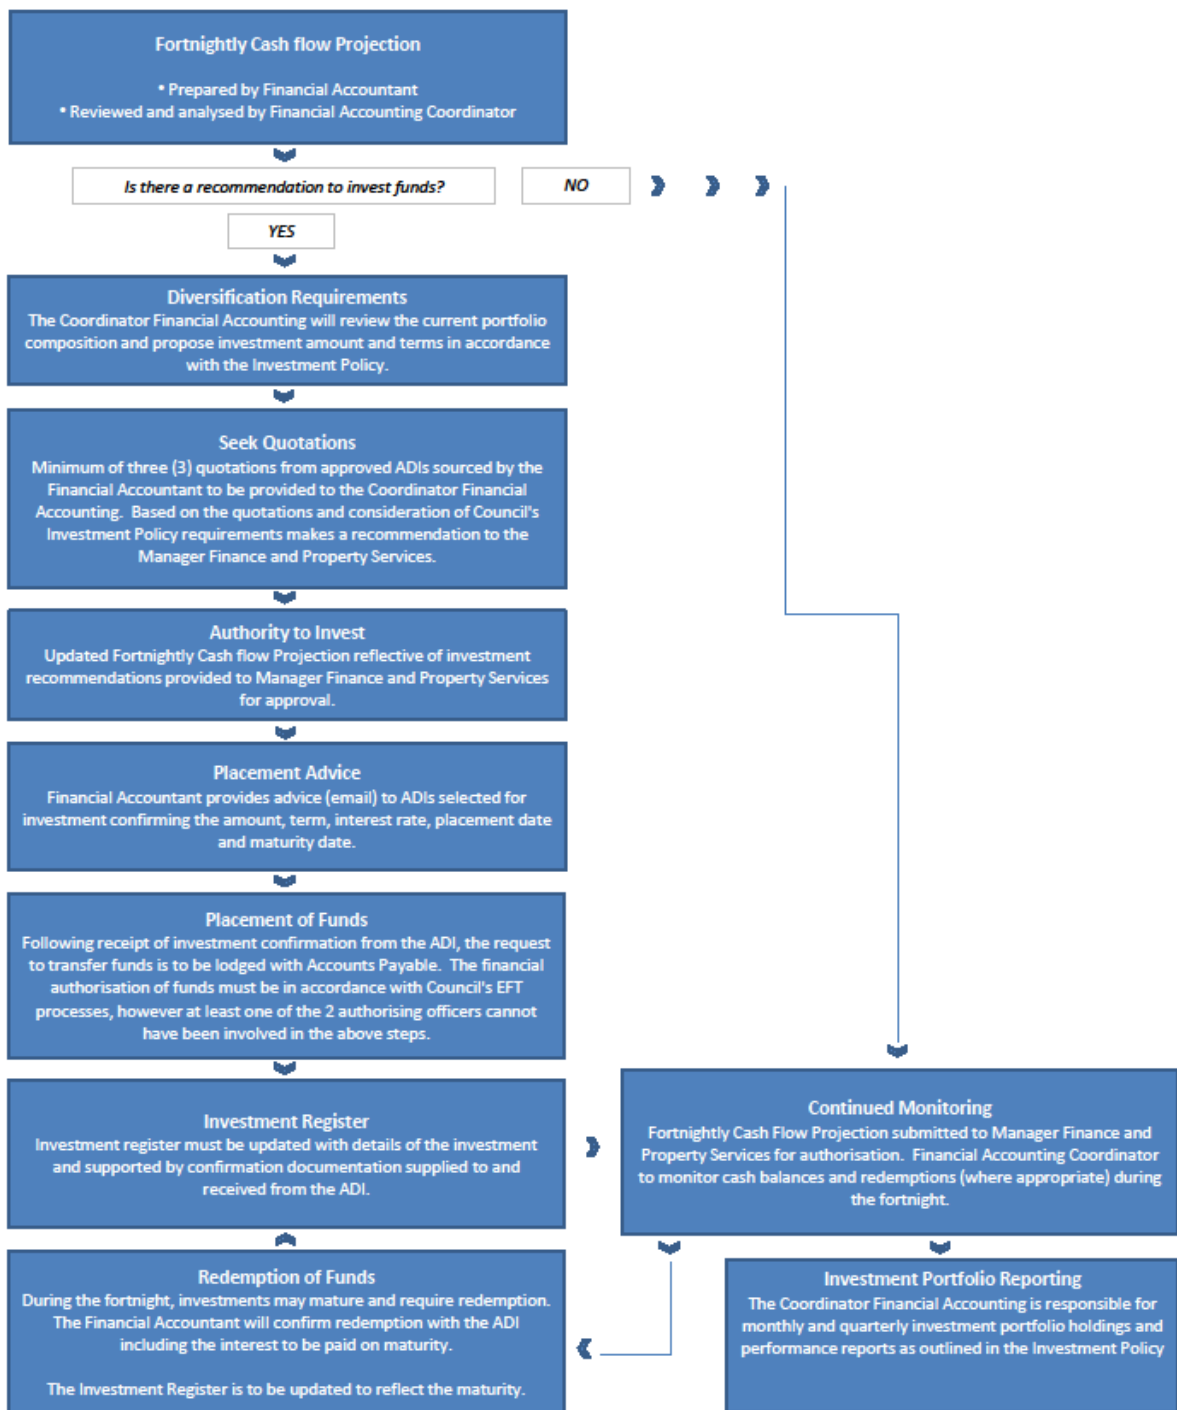 Fortnightly Cash flow Projection
• Prepared by Financial Accountant
• Reviewed and analysed by Financial Accounting Coordinator
Is there a recommendation to invest funds?
NO
YES
Diversification Requirements
The Coordinator Financial Accounting will review the current portfolio
composition and propose investment amount and terms in accordance
with the Investment Policy.
Seek Quotations
Minimum of three (3) quotations from approved ADIs sourced by the
Financial Accountant to be provided to the Coordinator Financial
Accounting. Based on the quotations and consideration of Council's
Investment Policy requirements makes a recommendation to the
Manager Finance and Property Services.
Authority to Invest
Updated Fortnightly Cash flow Projection reflective of investment
recommendations provided to Manager Finance and Property Services
for approval.
Placement Advice
Financial Accountant provides advice (email) to ADIs selected for
investment confirming the amount, term, interest rate, placement date
and maturity date.
Placement of Funds
Following receipt of investment confirmation from the ADI, the request
to transfer funds is to be lodged with Accounts Payable. The financial
authorisation of funds must be in accordance with Council's EFT
processes, however at least one of the 2 authorising officers cannot
have been involved in the above steps.
Investment Register
Investment register must be updated with details of the investment
and supported by confirmation documentation supplied to and
received from the ADI.
Continued Monitoring
Fortnightly Cash Flow Projection submitted to Manager Finance and
Property Services for authorisation. Financial Accounting Coordinator
to monitor cash balances and redemptions (where appropriate) during
the fortnight.
Redemption of Funds
During the fortnight, investments may mature and require redemption.
The Financial Accountant will confirm redemption with the ADI
including the interest to be paid on maturity.
The Investment Register is to be updated to reflect the maturity.
Investment Portfolio Reporting
The Coordinator Financial Accounting is responsible for
monthly and quarterly investment portfolio holdings and
performance reports as outlined in the Investment Policy